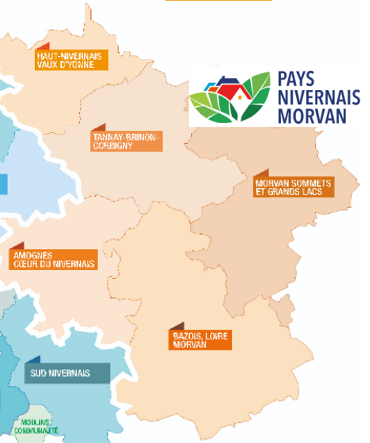 HAUT-NIVERNAIS
VAUX D'YONNE
PAYS
NIVERNAIS
MORVAN
TANNAY-BRINON-
CORBIGNY
MORVAN SOMMETS
ET GRANDS LACS
AMOGNES
CŒUR DU NIVERNAIS
BAZOIS, LOIRE
MORVAN
SUD NIVERNAIS
MOULINS
COMMUNAUTÉ